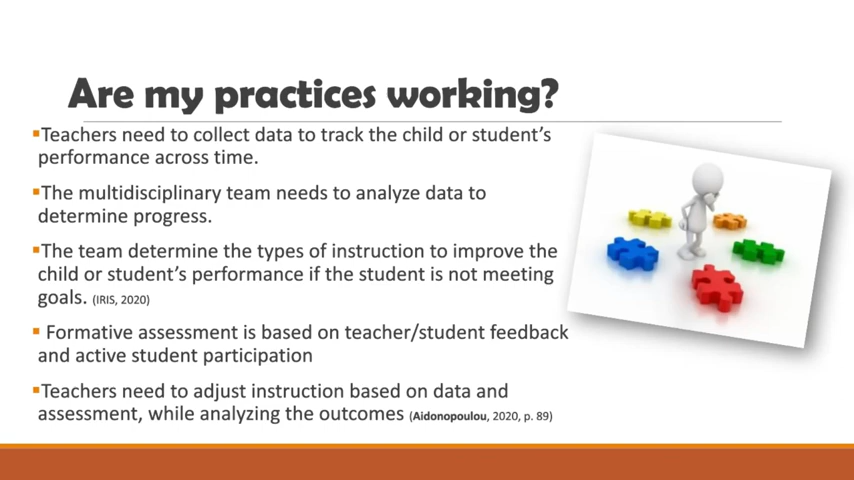 Are my practices working?
▪Teachers need to collect data to track the child or student's
performance across time.
▪The multidisciplinary team needs to analyze data to
determine progress.
▪The team determine the types of instruction to improve the
child or student's performance if the student is not meeting
goals. (IRIS, 2020)
▪ Formative assessment is based on teacher/student feedback
and active student participation
▪Teachers need to adjust instruction based on data and
assessment, while analyzing the outcomes (Aidonopoulou, 2020, p. 89)